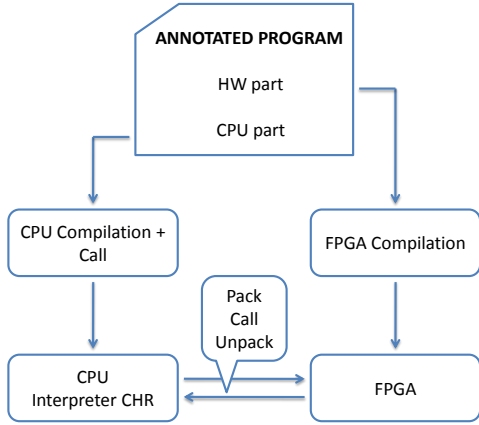 ANNOTATED PROGRAM
HW part
CPU part
CPU Compilation +
Call
FPGA Compilation
Pack
Call
Unpack
CPU
Interpreter CHR
FPGA